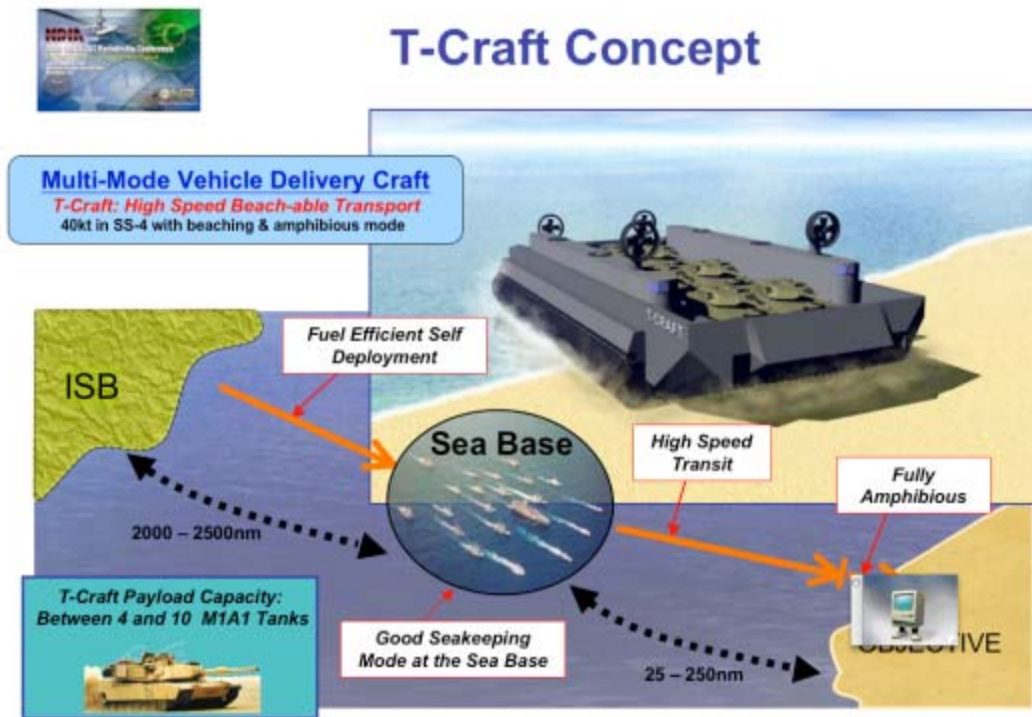 NDIA
T-Craft Concept
Multi-Mode Vehicle Delivery Craft
T-Craft: High Speed Beach-able Transport
40kt in SS-4 with beaching & amphibious mode
T-CRAFT
Fuel Efficient Self
Deployment
ISB
Sea Base
High Speed
Transit
Fully
Amphibious
2000 – 2500nm
T-Craft Payload Capacity:
Between 4 and 10 M1A1 Tanks
Good Seakeeping
Mode at the Sea Base
25 – 250nm
OBJECTIVE